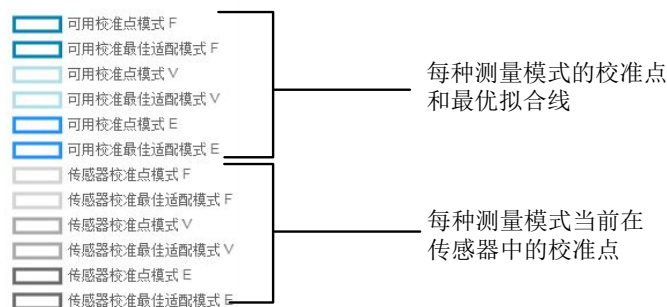 可用校准点模式 F
可用校准最佳适配模式 F
可用校准点模式 V
可用校准最佳适配模式 V
可用校准点模式 E
可用校准最佳适配模式 E
传感器校准点模式 F
传感器校准最佳适配模式 F
传感器校准点模式 V
传感器校准最佳适配模式 V
传感器校准点模式 E
传感器校准最佳适配模式 E
每种测量模式的校准点
和最优拟合线
每种测量模式当前在
传感器中的校准点